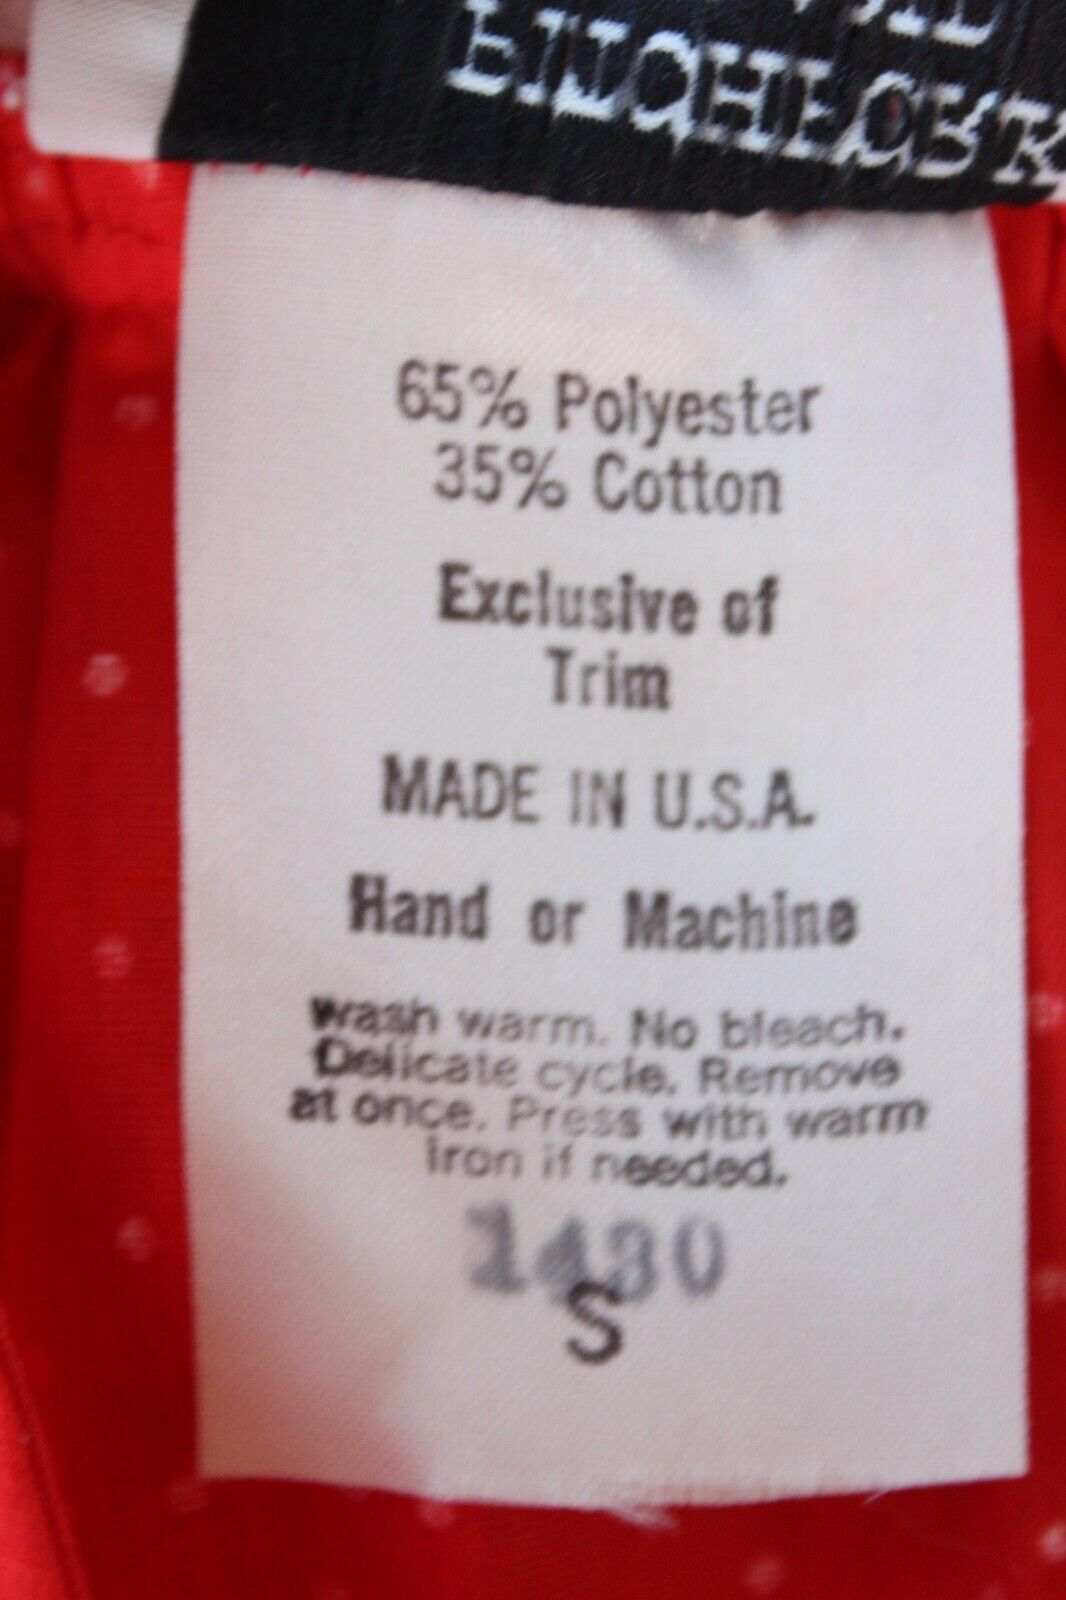 65% Polyester
35% Cotton
Exclusive of
Trim
MADE IN U.S.A.
Hand or Machine
wash warm. No bleach.
Delicate cycle. Remove
at once. Press with warm
iron if needed.
1430
S